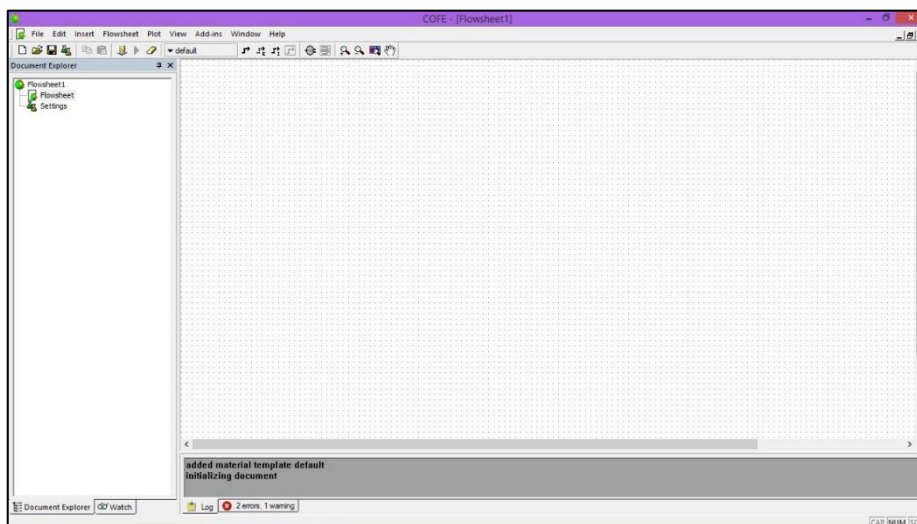 COFE - [Flowsheet1]
File Edit Insert Flowsheet Plot View Add-ins Window Help
default
Document Explorer
Flowsheet1
Flowsheet
Settings
added material template default
initializing document
Document Explorer Watch
Log 2 errors, 1 warning
CAP NUM SC